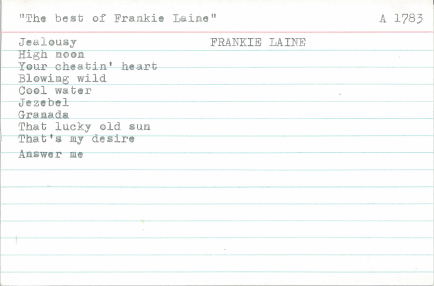 "The best of Frankie Laine" A 1783
Jealousy FRANKIE LAINE
High noon
Your cheatin' heart
Blowing wild
Cool water
Jezebel
Granada
That lucky old sun
That's my desire
Answer me